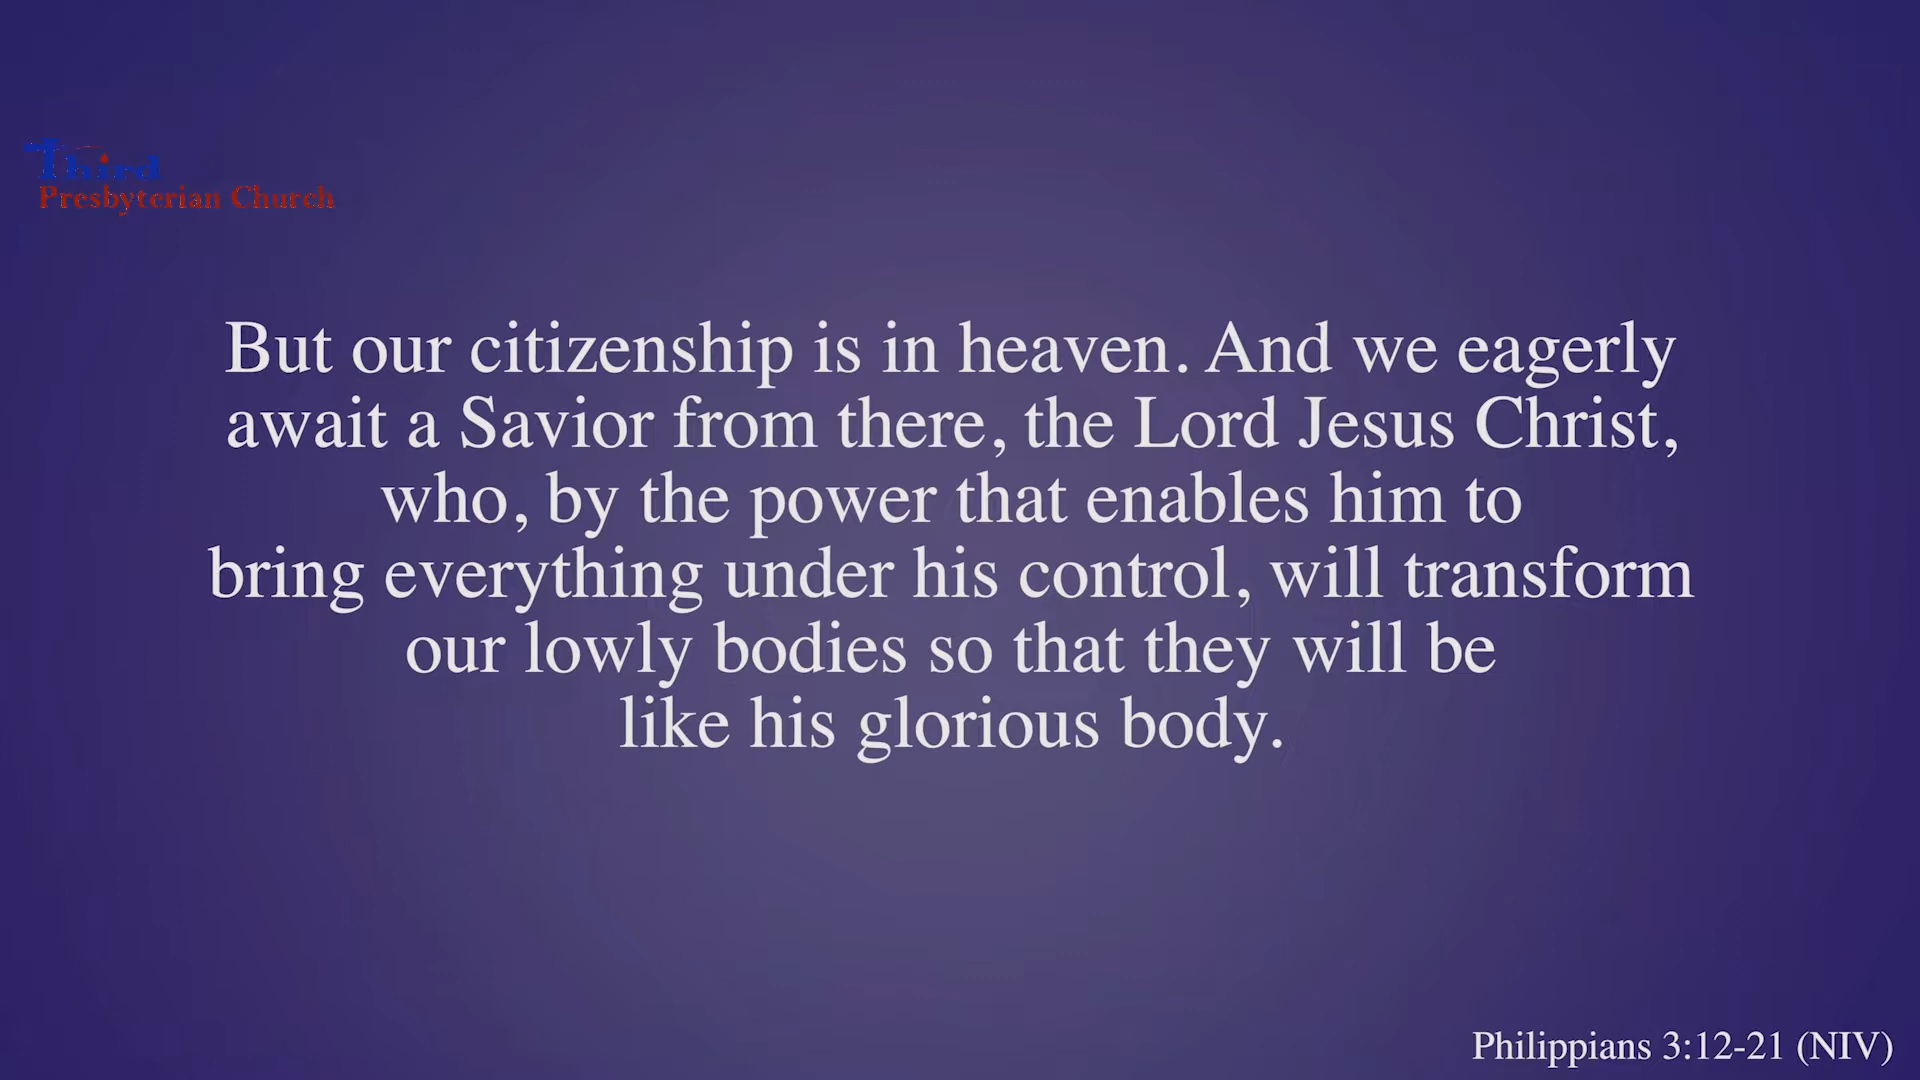 Third
Presbyterian Church
But our citizenship is in heaven. And we eagerly
await a Savior from there, the Lord Jesus Christ,
who, by the power that enables him to
bring everything under his control, will transform
our lowly bodies so that they will be
like his glorious body.
Philippians 3:12-21 (NIV)